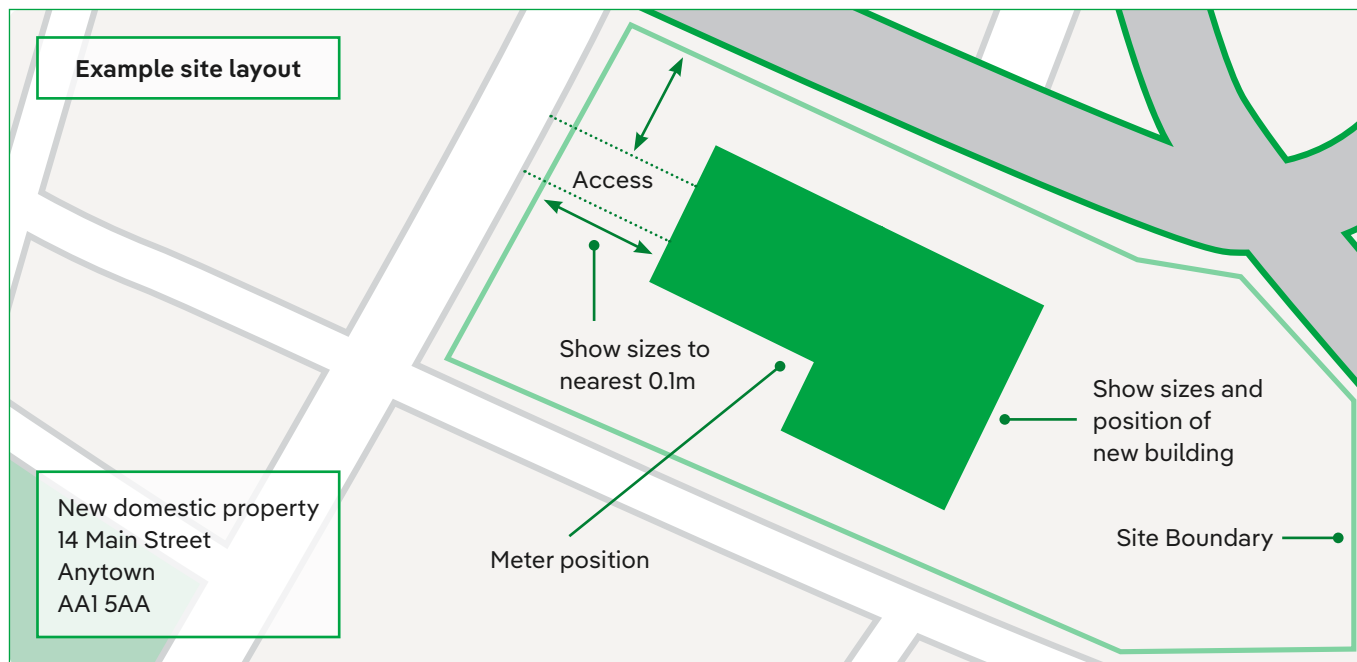 Example site layout
Access
Show sizes to
nearest 0.1m
Show sizes and
position of
new building
New domestic property
14 Main Street
Anytown
AA1 5AA
Meter position
Site Boundary